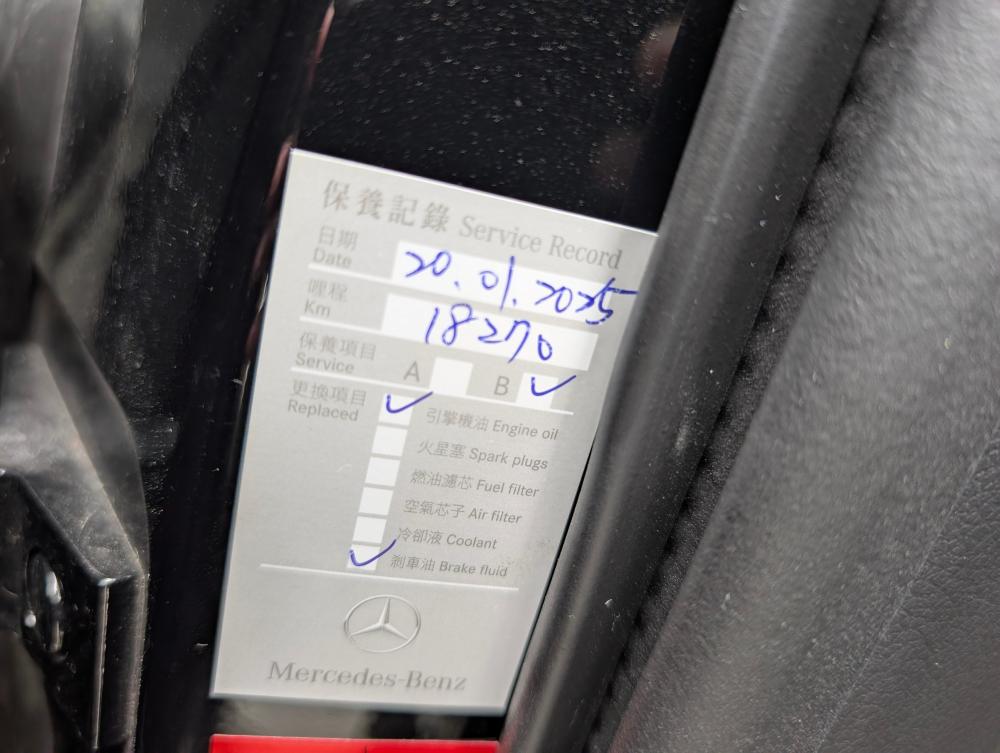 保養記錄 Service Record
日期
Date 20.01.2025
哩程
Km 18270
保養項目
Service A B ✓
更換項目
Replaced ✓ 引擎機油 Engine oil
火星塞 Spark plugs
燃油濾芯 Fuel filter
空氣芯子 Air filter
冷卻液 Coolant
✓ 剎車油 Brake fluid
Mercedes-Benz